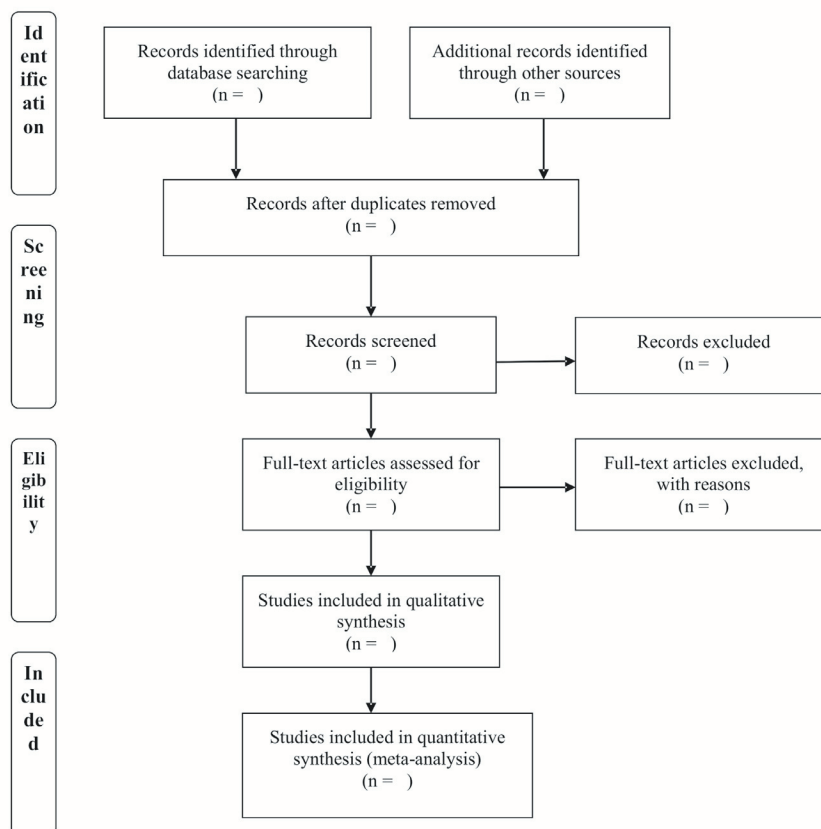 Id
ent
ific
ati
on
Records identified through
database searching
(n =   )
Additional records identified
through other sources
(n =   )
Records after duplicates removed
(n =   )
Sc
ree
ni
ng
Records screened
(n =   )
Records excluded
(n =   )
Eli
gib
ilit
y
Full-text articles assessed for
eligibility
(n =   )
Full-text articles excluded,
with reasons
(n =   )
Studies included in qualitative
synthesis
(n =   )
In
clu
de
d
Studies included in quantitative
synthesis (meta-analysis)
(n =   )